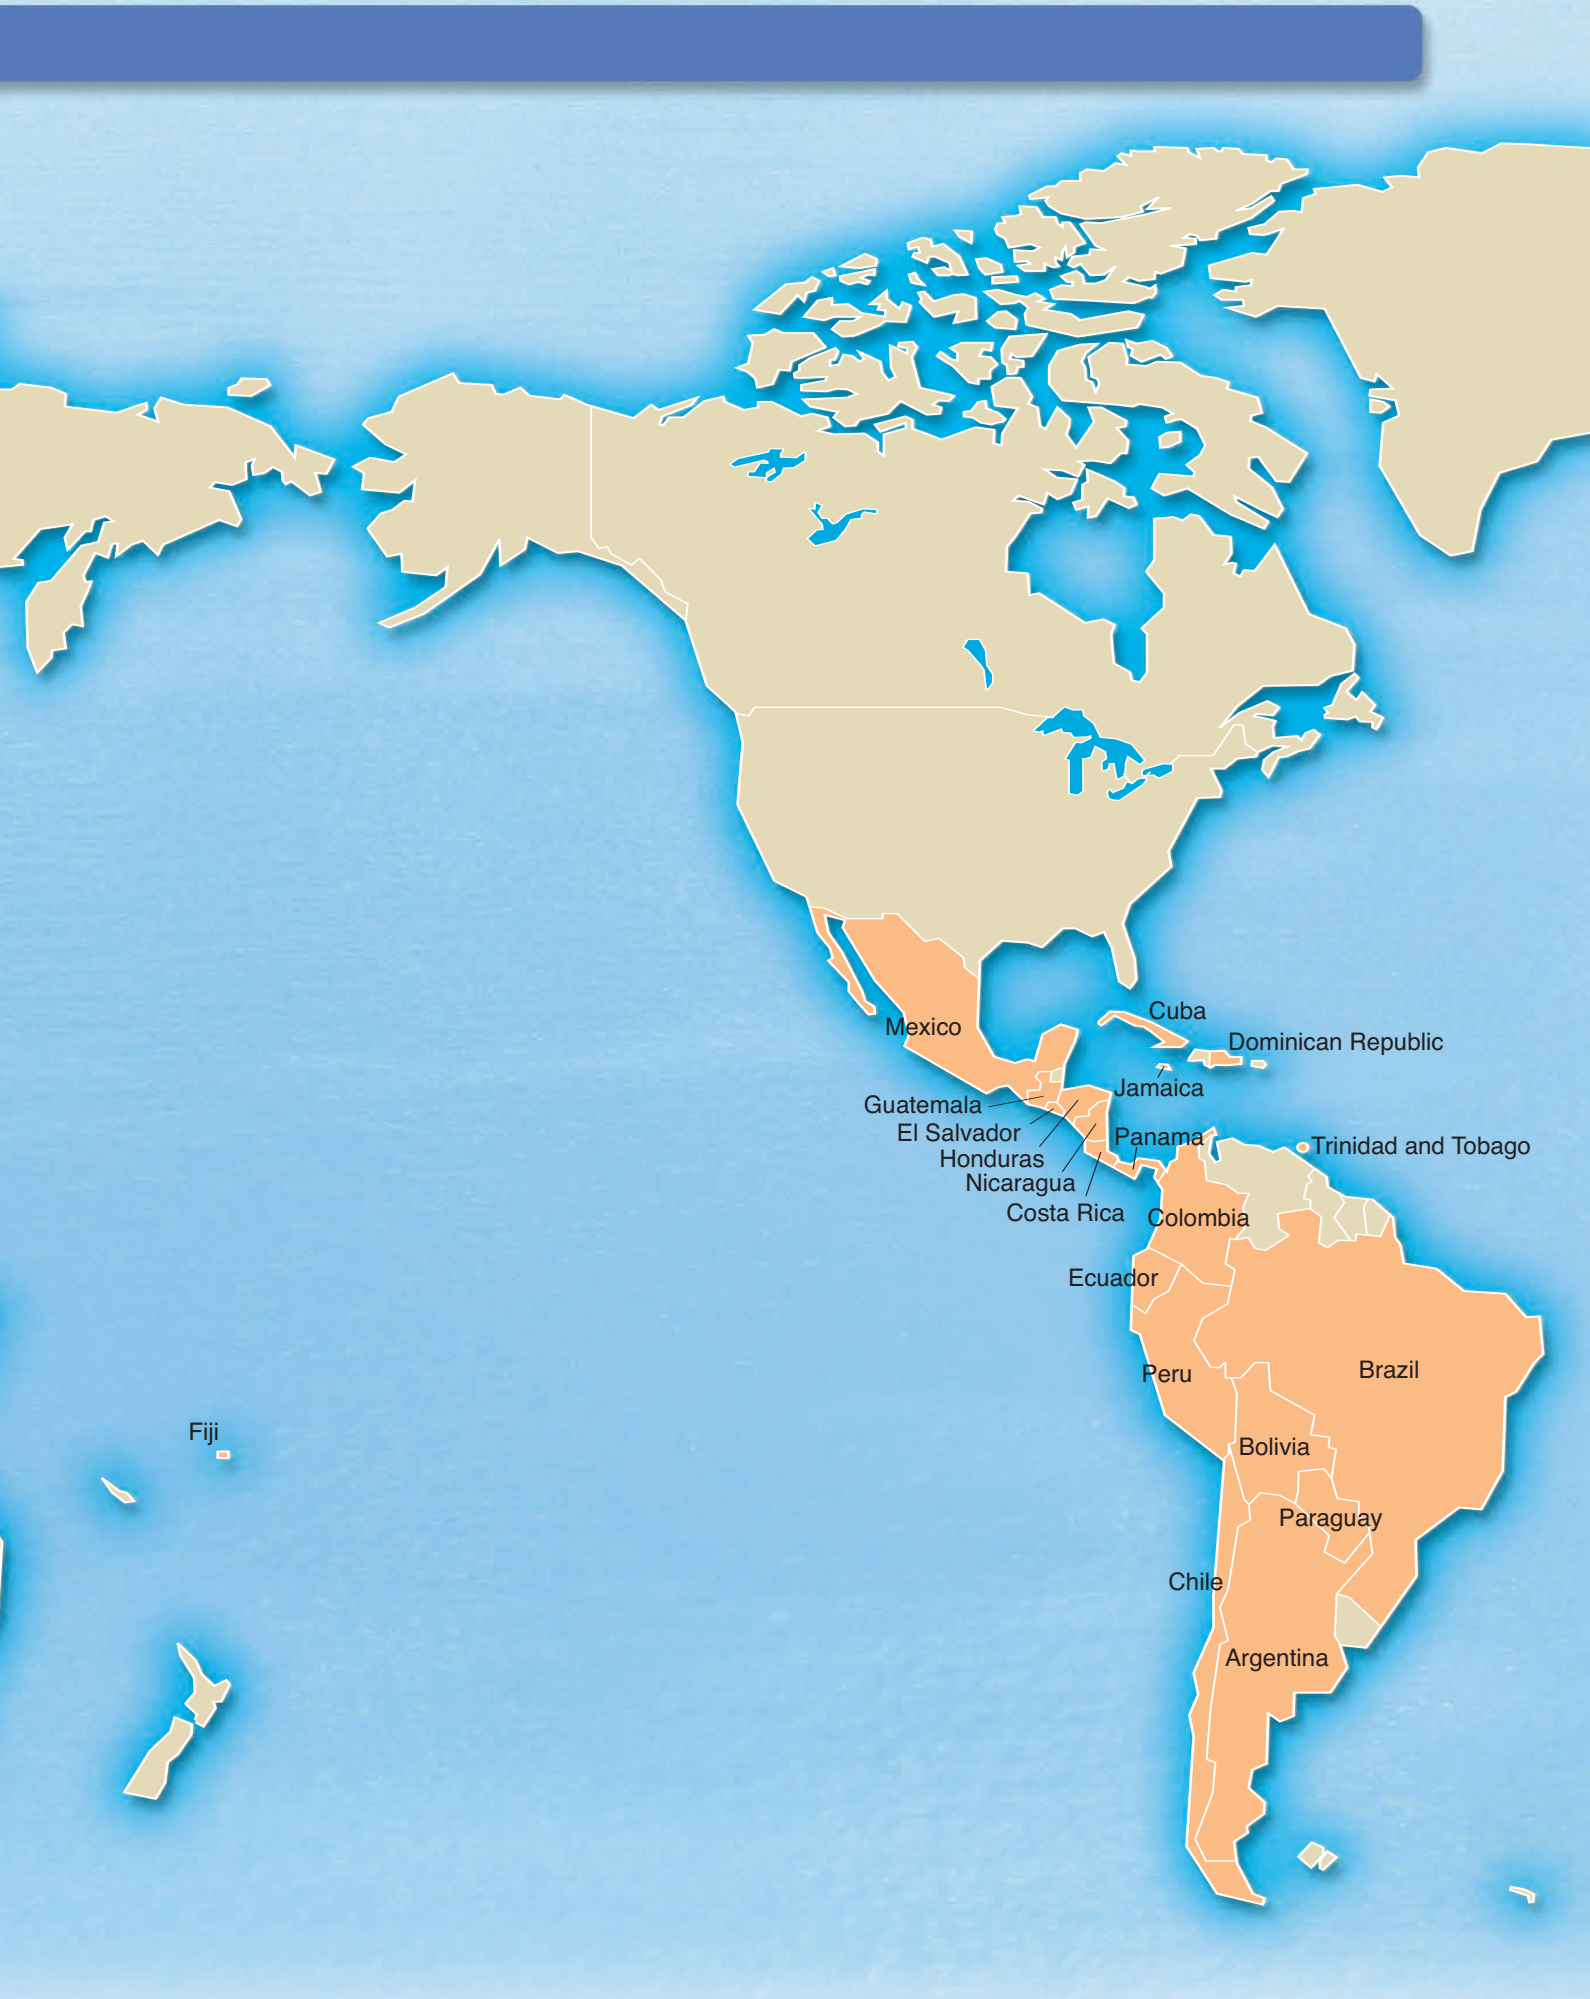 Cuba
Mexico
Dominican Republic
Jamaica
Guatemala
El Salvador
Panama
Trinidad and Tobago
Honduras
Nicaragua
Costa Rica
Colombia
Ecuador
Peru
Brazil
Fiji
Bolivia
Paraguay
Chile
Argentina